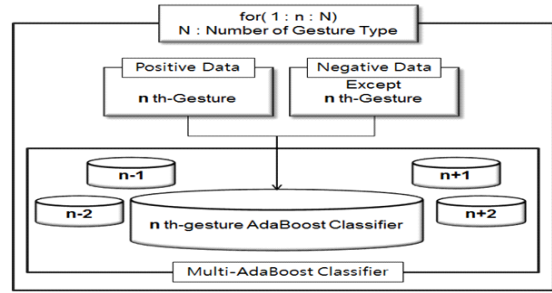 for( 1 : n : N)
N : Number of Gesture Type
Positive Data
n th-Gesture
Negative Data
Except
n th-Gesture
n-1
n+1
n-2
n+2
n th-gesture AdaBoost Classifier
Multi-AdaBoost Classifier